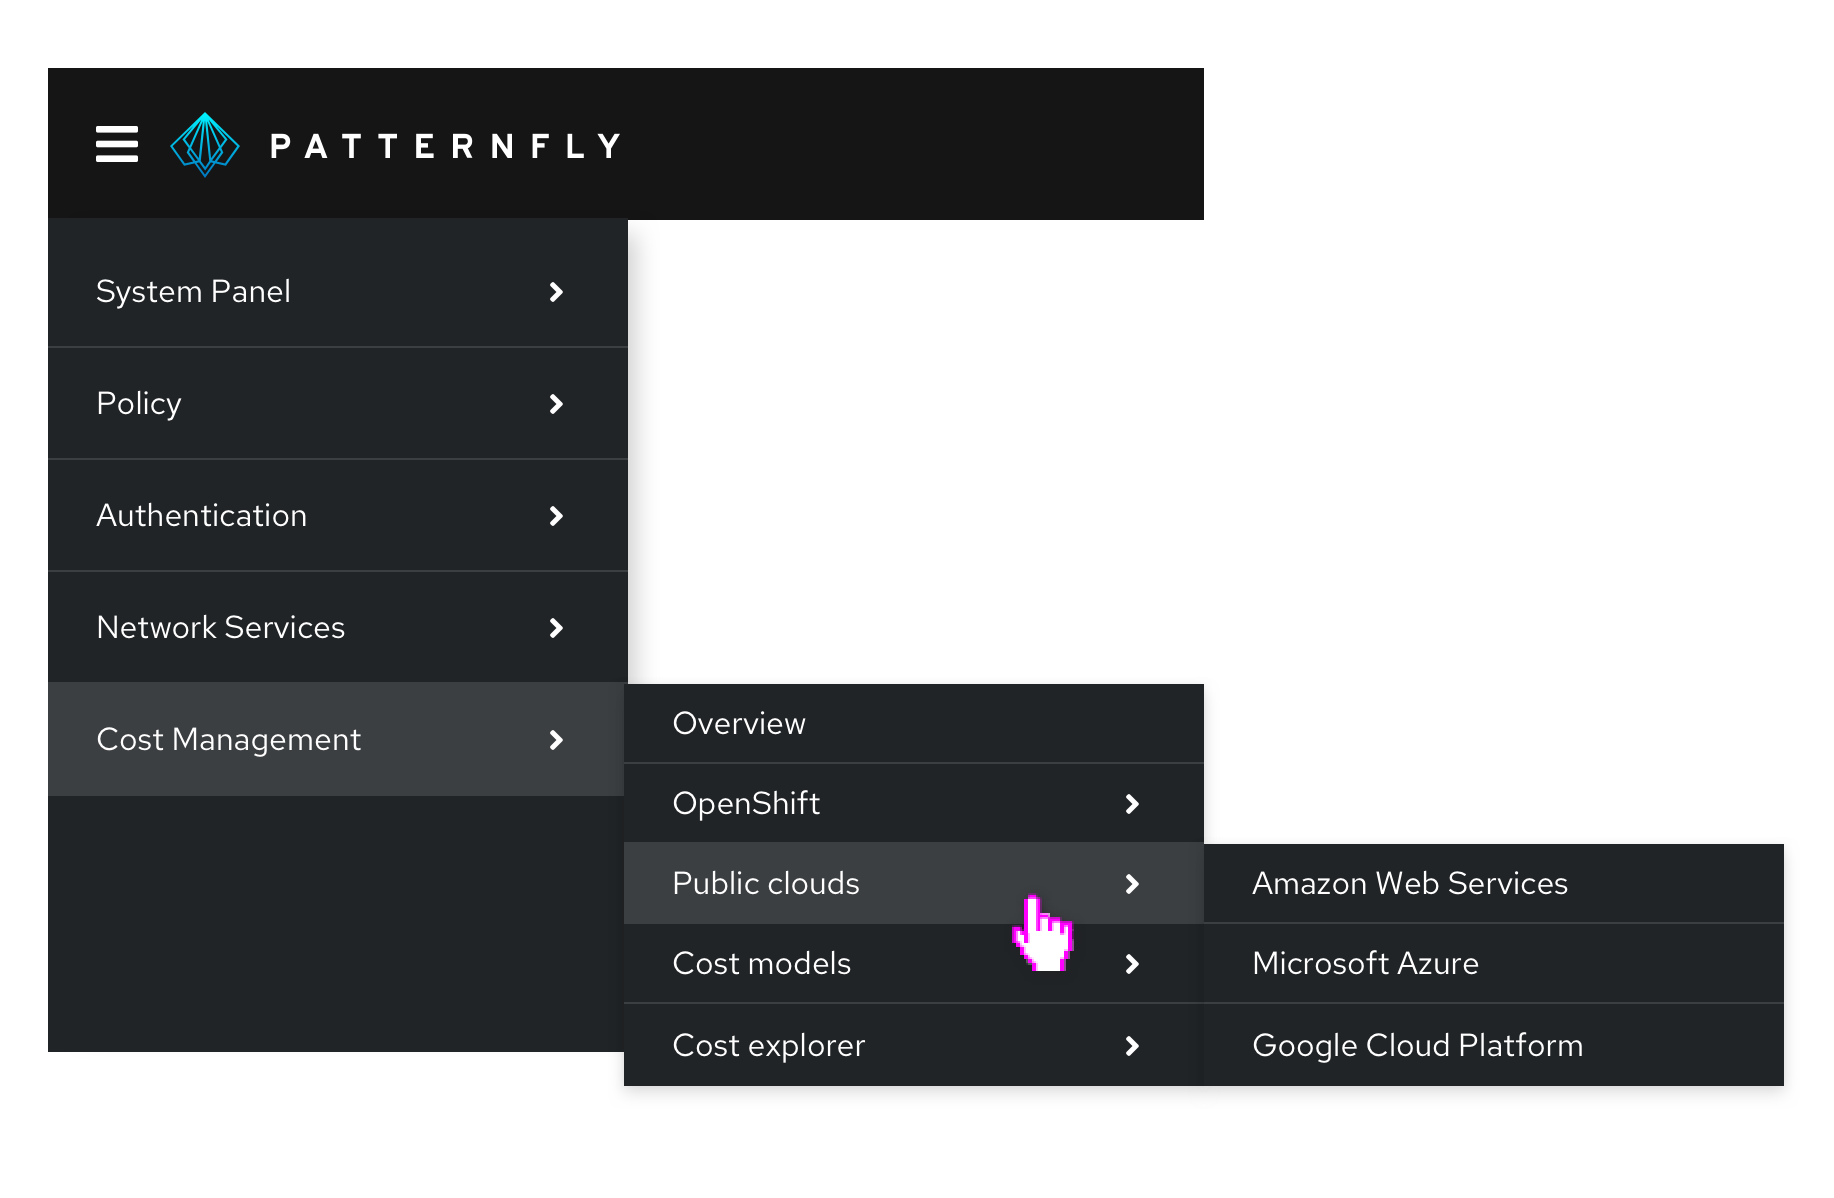 PATTERNFLY
System Panel
Policy
Authentication
Network Services
Cost Management
Overview
OpenShift
Public clouds
Cost models
Cost explorer
Amazon Web Services
Microsoft Azure
Google Cloud Platform